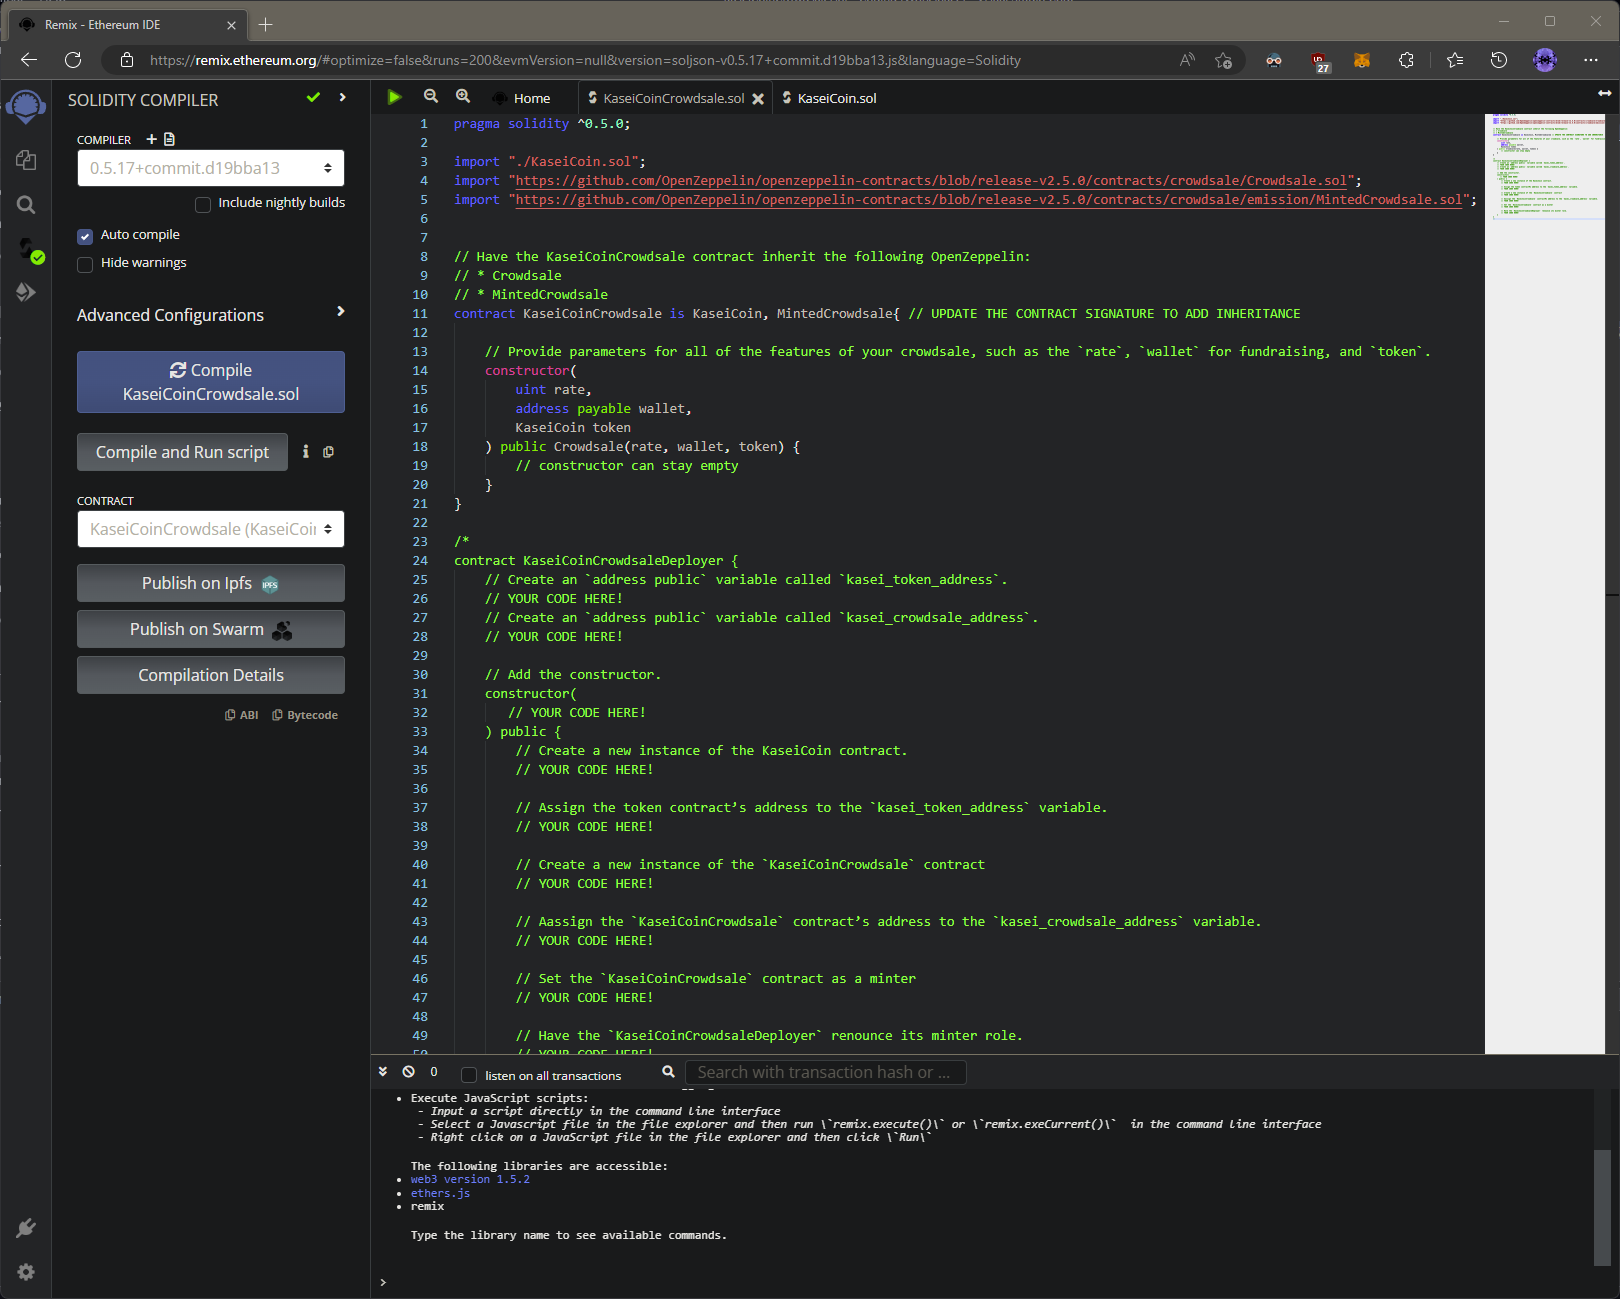 Remix - Ethereum IDE
https://remix.ethereum.org/#optimize=false&runs=200&evmVersion=null&version=soljson-v0.5.17+commit.d19bba13.js&language=Solidity
27
SOLIDITY COMPILER
COMPILER
0.5.17+commit.d19bba13
Include nightly builds
Auto compile
Hide warnings
Advanced Configurations
Compile
KaseiCoinCrowdsale.sol
Compile and Run script
CONTRACT
KaseiCoinCrowdsale (KaseiCoin
Publish on Ipfs IPFS
Publish on Swarm
Compilation Details
ABI Bytecode
Home KaseiCoinCrowdsale.sol KaseiCoin.sol
1 pragma solidity ^0.5.0;
2
3 import "./KaseiCoin.sol";
4 import "https://github.com/OpenZeppelin/openzeppelin-contracts/blob/release-v2.5.0/contracts/crowdsale/Crowdsale.sol";
5 import "https://github.com/OpenZeppelin/openzeppelin-contracts/blob/release-v2.5.0/contracts/crowdsale/emission/MintedCrowdsale.sol";
6
7
8 // Have the KaseiCoinCrowdsale contract inherit the following OpenZeppelin:
9 // * Crowdsale
10 // * MintedCrowdsale
11 contract KaseiCoinCrowdsale is KaseiCoin, MintedCrowdsale{ // UPDATE THE CONTRACT SIGNATURE TO ADD INHERITANCE
12
13 // Provide parameters for all of the features of your crowdsale, such as the `rate`, `wallet` for fundraising, and `token`.
14 constructor(
15 uint rate,
16 address payable wallet,
17 KaseiCoin token
18 ) public Crowdsale(rate, wallet, token) {
19 // constructor can stay empty
20 }
21 }
22
23 /*
24 contract KaseiCoinCrowdsaleDeployer {
25 // Create an `address public` variable called `kasei_token_address`.
26 // YOUR CODE HERE!
27 // Create an `address public` variable called `kasei_crowdsale_address`.
28 // YOUR CODE HERE!
29
30 // Add the constructor.
31 constructor(
32 // YOUR CODE HERE!
33 ) public {
34 // Create a new instance of the KaseiCoin contract.
35 // YOUR CODE HERE!
36
37 // Assign the token contract’s address to the `kasei_token_address` variable.
38 // YOUR CODE HERE!
39
40 // Create a new instance of the `KaseiCoinCrowdsale` contract
41 // YOUR CODE HERE!
42
43 // Aassign the `KaseiCoinCrowdsale` contract’s address to the `kasei_crowdsale_address` variable.
44 // YOUR CODE HERE!
45
46 // Set the `KaseiCoinCrowdsale` contract as a minter
47 // YOUR CODE HERE!
48
49 // Have the `KaseiCoinCrowdsaleDeployer` renounce its minter role.
50 // YOUR CODE HERE!
0 listen on all transactions Search with transaction hash or ...
• Execute JavaScript scripts:
- Input a script directly in the command line interface
- Select a Javascript file in the file explorer and then run \`remix.execute()\` or \`remix.exeCurrent()\` in the command line interface
- Right click on a JavaScript file in the file explorer and then click \`Run\`
The following libraries are accessible:
• web3 version 1.5.2
• ethers.js
• remix
Type the library name to see available commands.
>